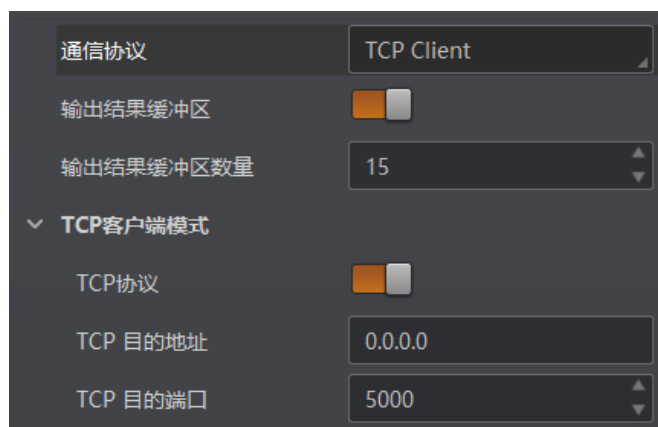 通信协议 TCP Client
输出结果缓冲区
输出结果缓冲区数量 15
TCP客户端模式
TCP协议
TCP 目的地址 0.0.0.0
TCP 目的端口 5000